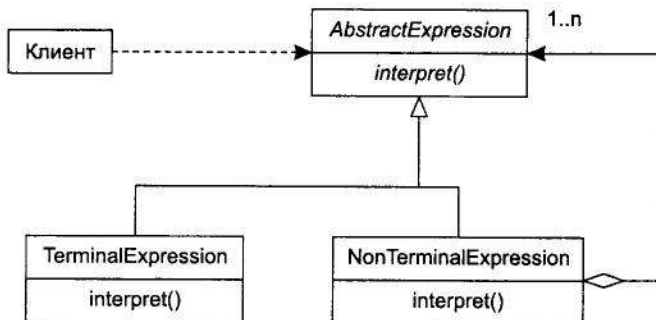 AbstractExpression
1..n
Клиент
interpret()
TerminalExpression
NonTerminalExpression
interpret()
interpret()